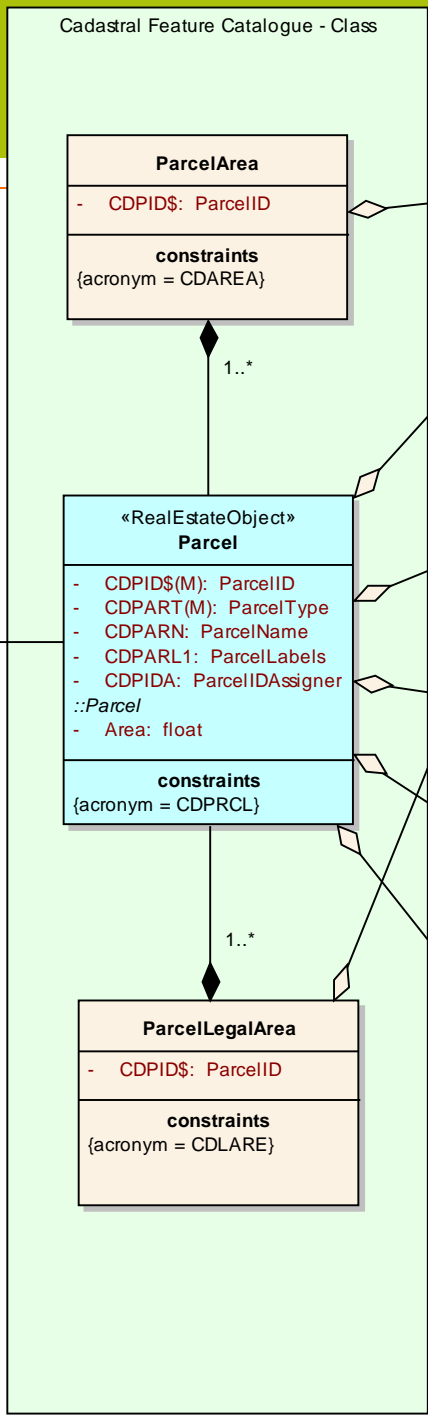 Cadastral Feature Catalogue - Class
ParcelArea
- CDPID$: ParcelID
constraints
{acronym = CDAREA}
1..*
«RealEstateObject»
Parcel
- CDPID$(M): ParcelID
- CDPART(M): ParcelType
- CDPARN: ParcelName
- CDPARL1: ParcelLabels
- CDPIDA: ParcelIDAssigner
::Parcel
- Area: float
constraints
{acronym = CDPRCL}
1..*
ParcelLegalArea
- CDPID$: ParcelID
constraints
{acronym = CDLARE}